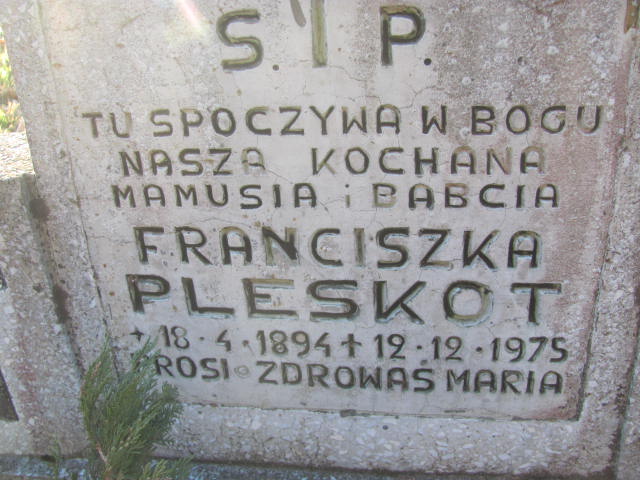 S. I P.
TU SPOCZYWA W BOGU
NASZA KOCHANA
MAMUSIA i BABCIA
FRANCISZKA
PLESKOT
+ 18 · 4 · 1894 + 12 · 12 · 1975
PROSI O ZDROWAŚ MARIA